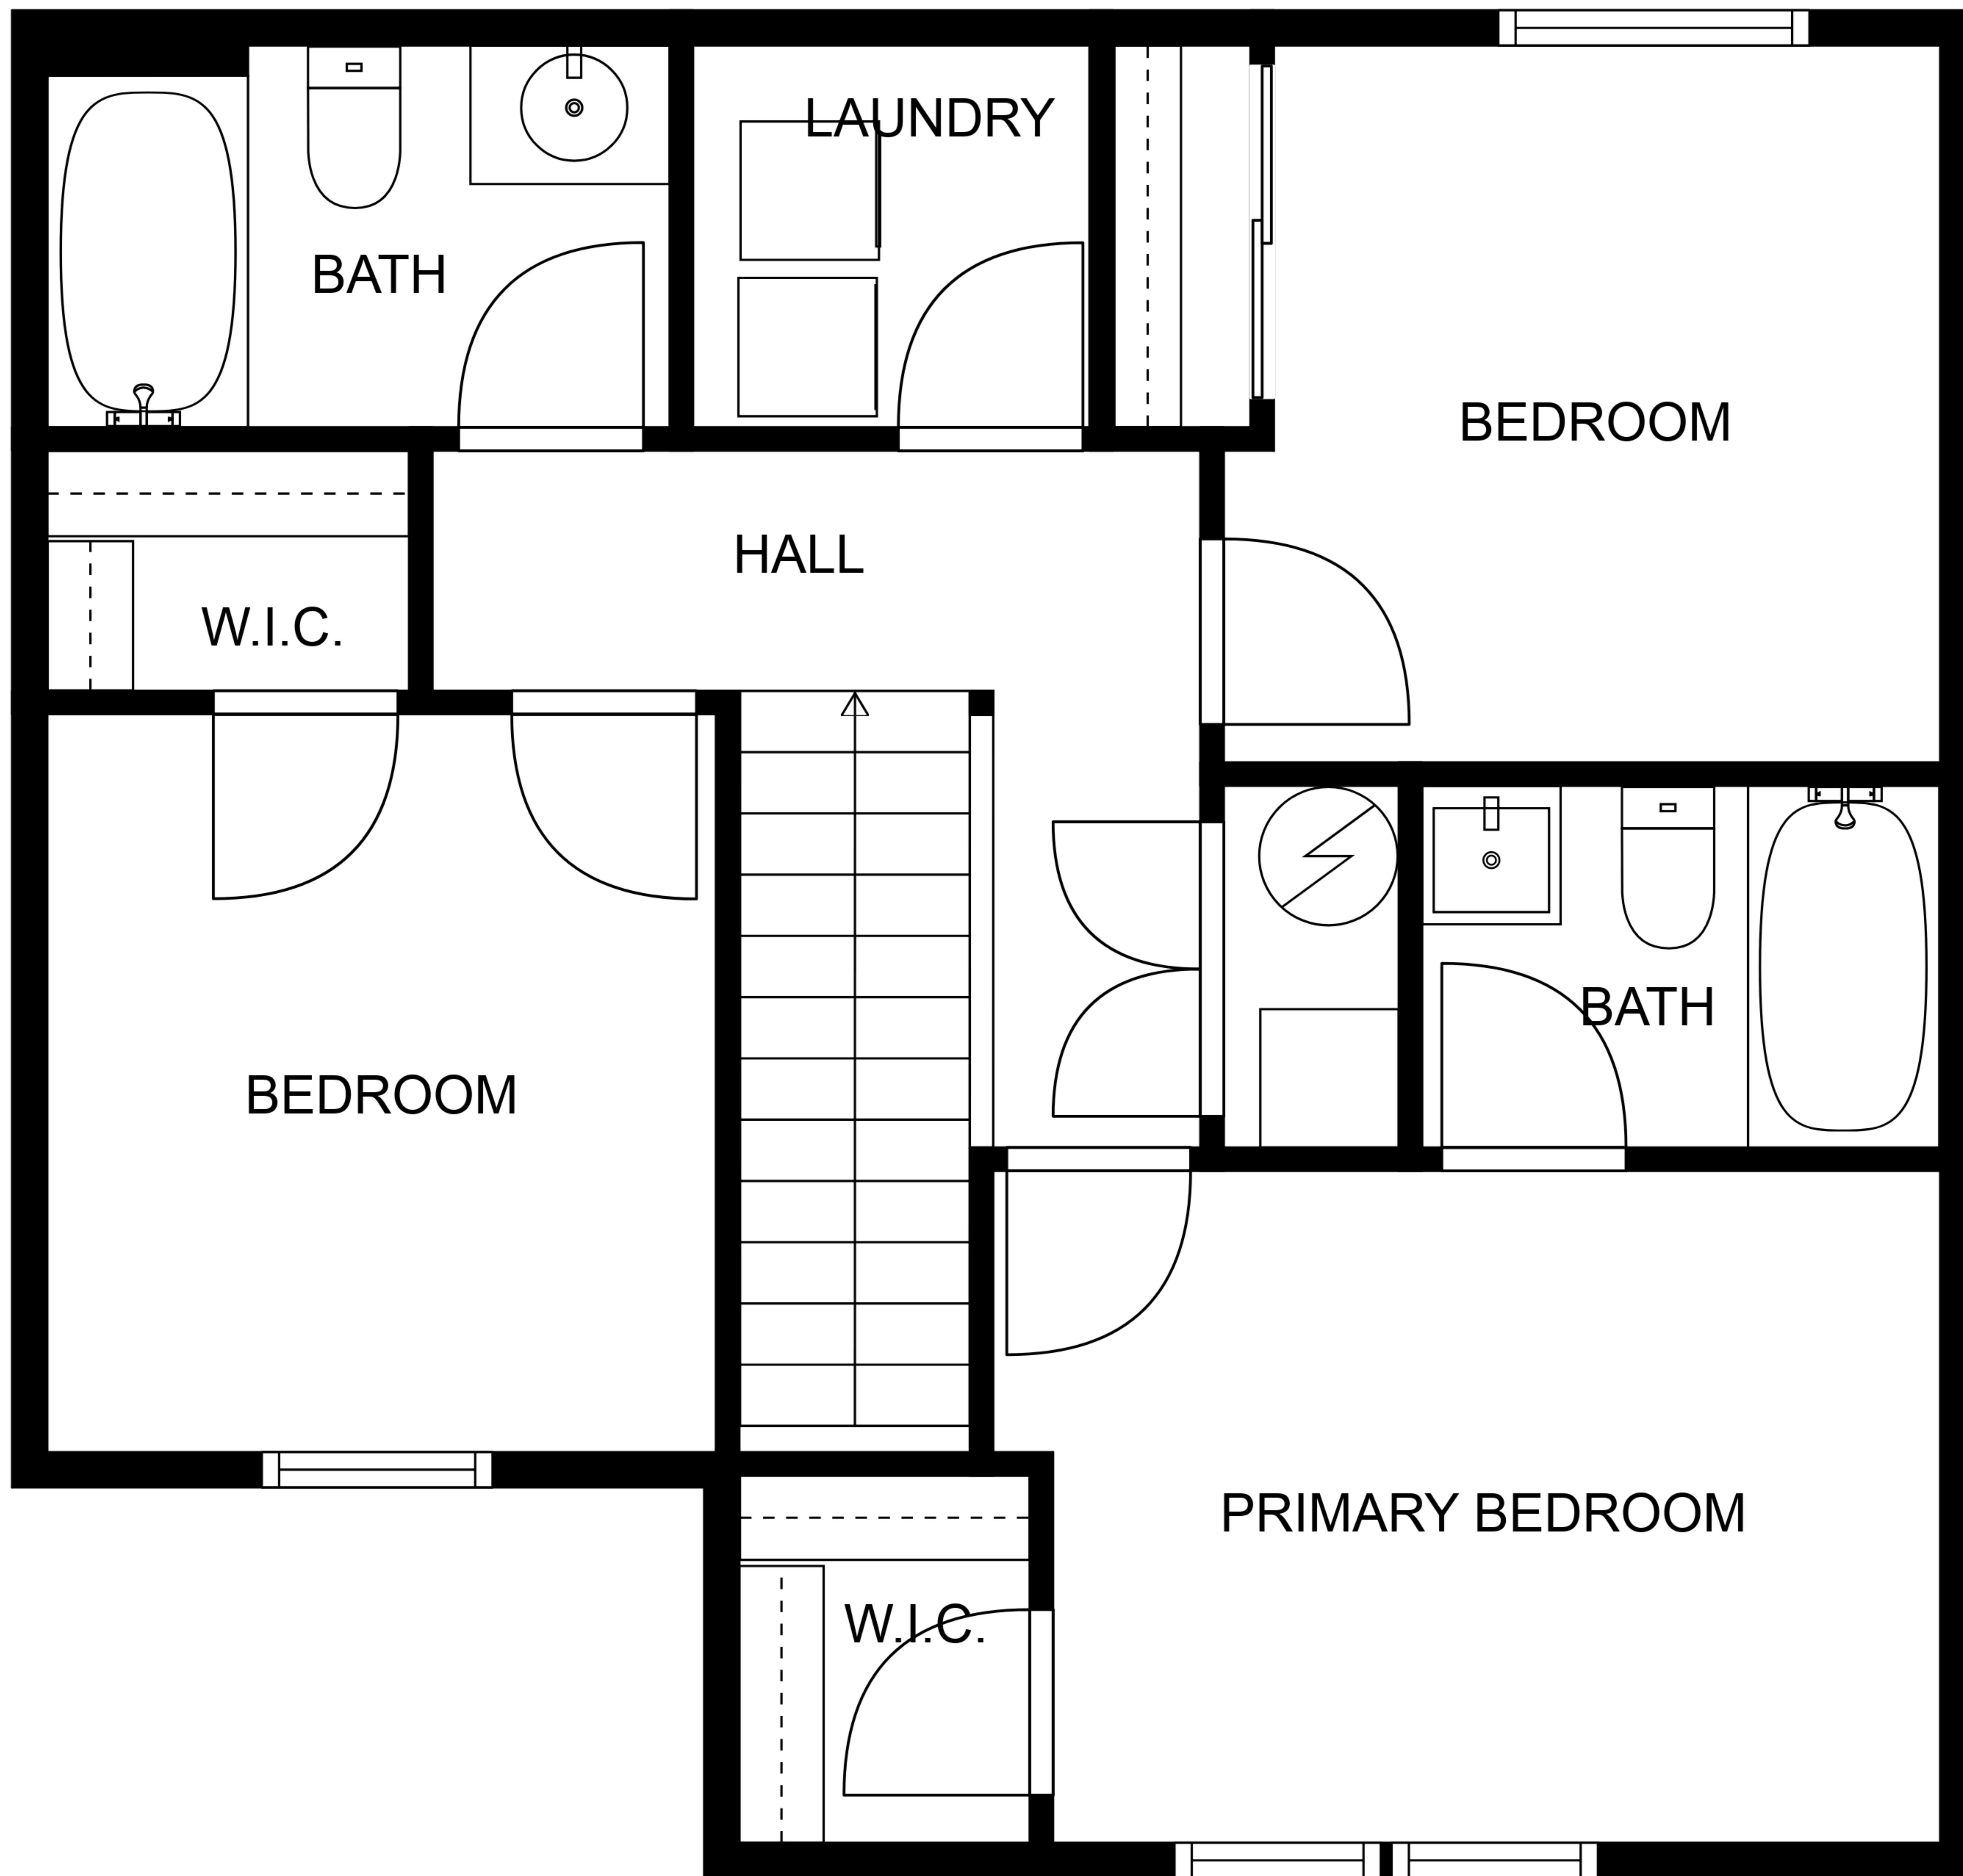 LAUNDRY
BATH
BEDROOM
HALL
W.I.C.
BATH
BEDROOM
PRIMARY BEDROOM
W.I.C.